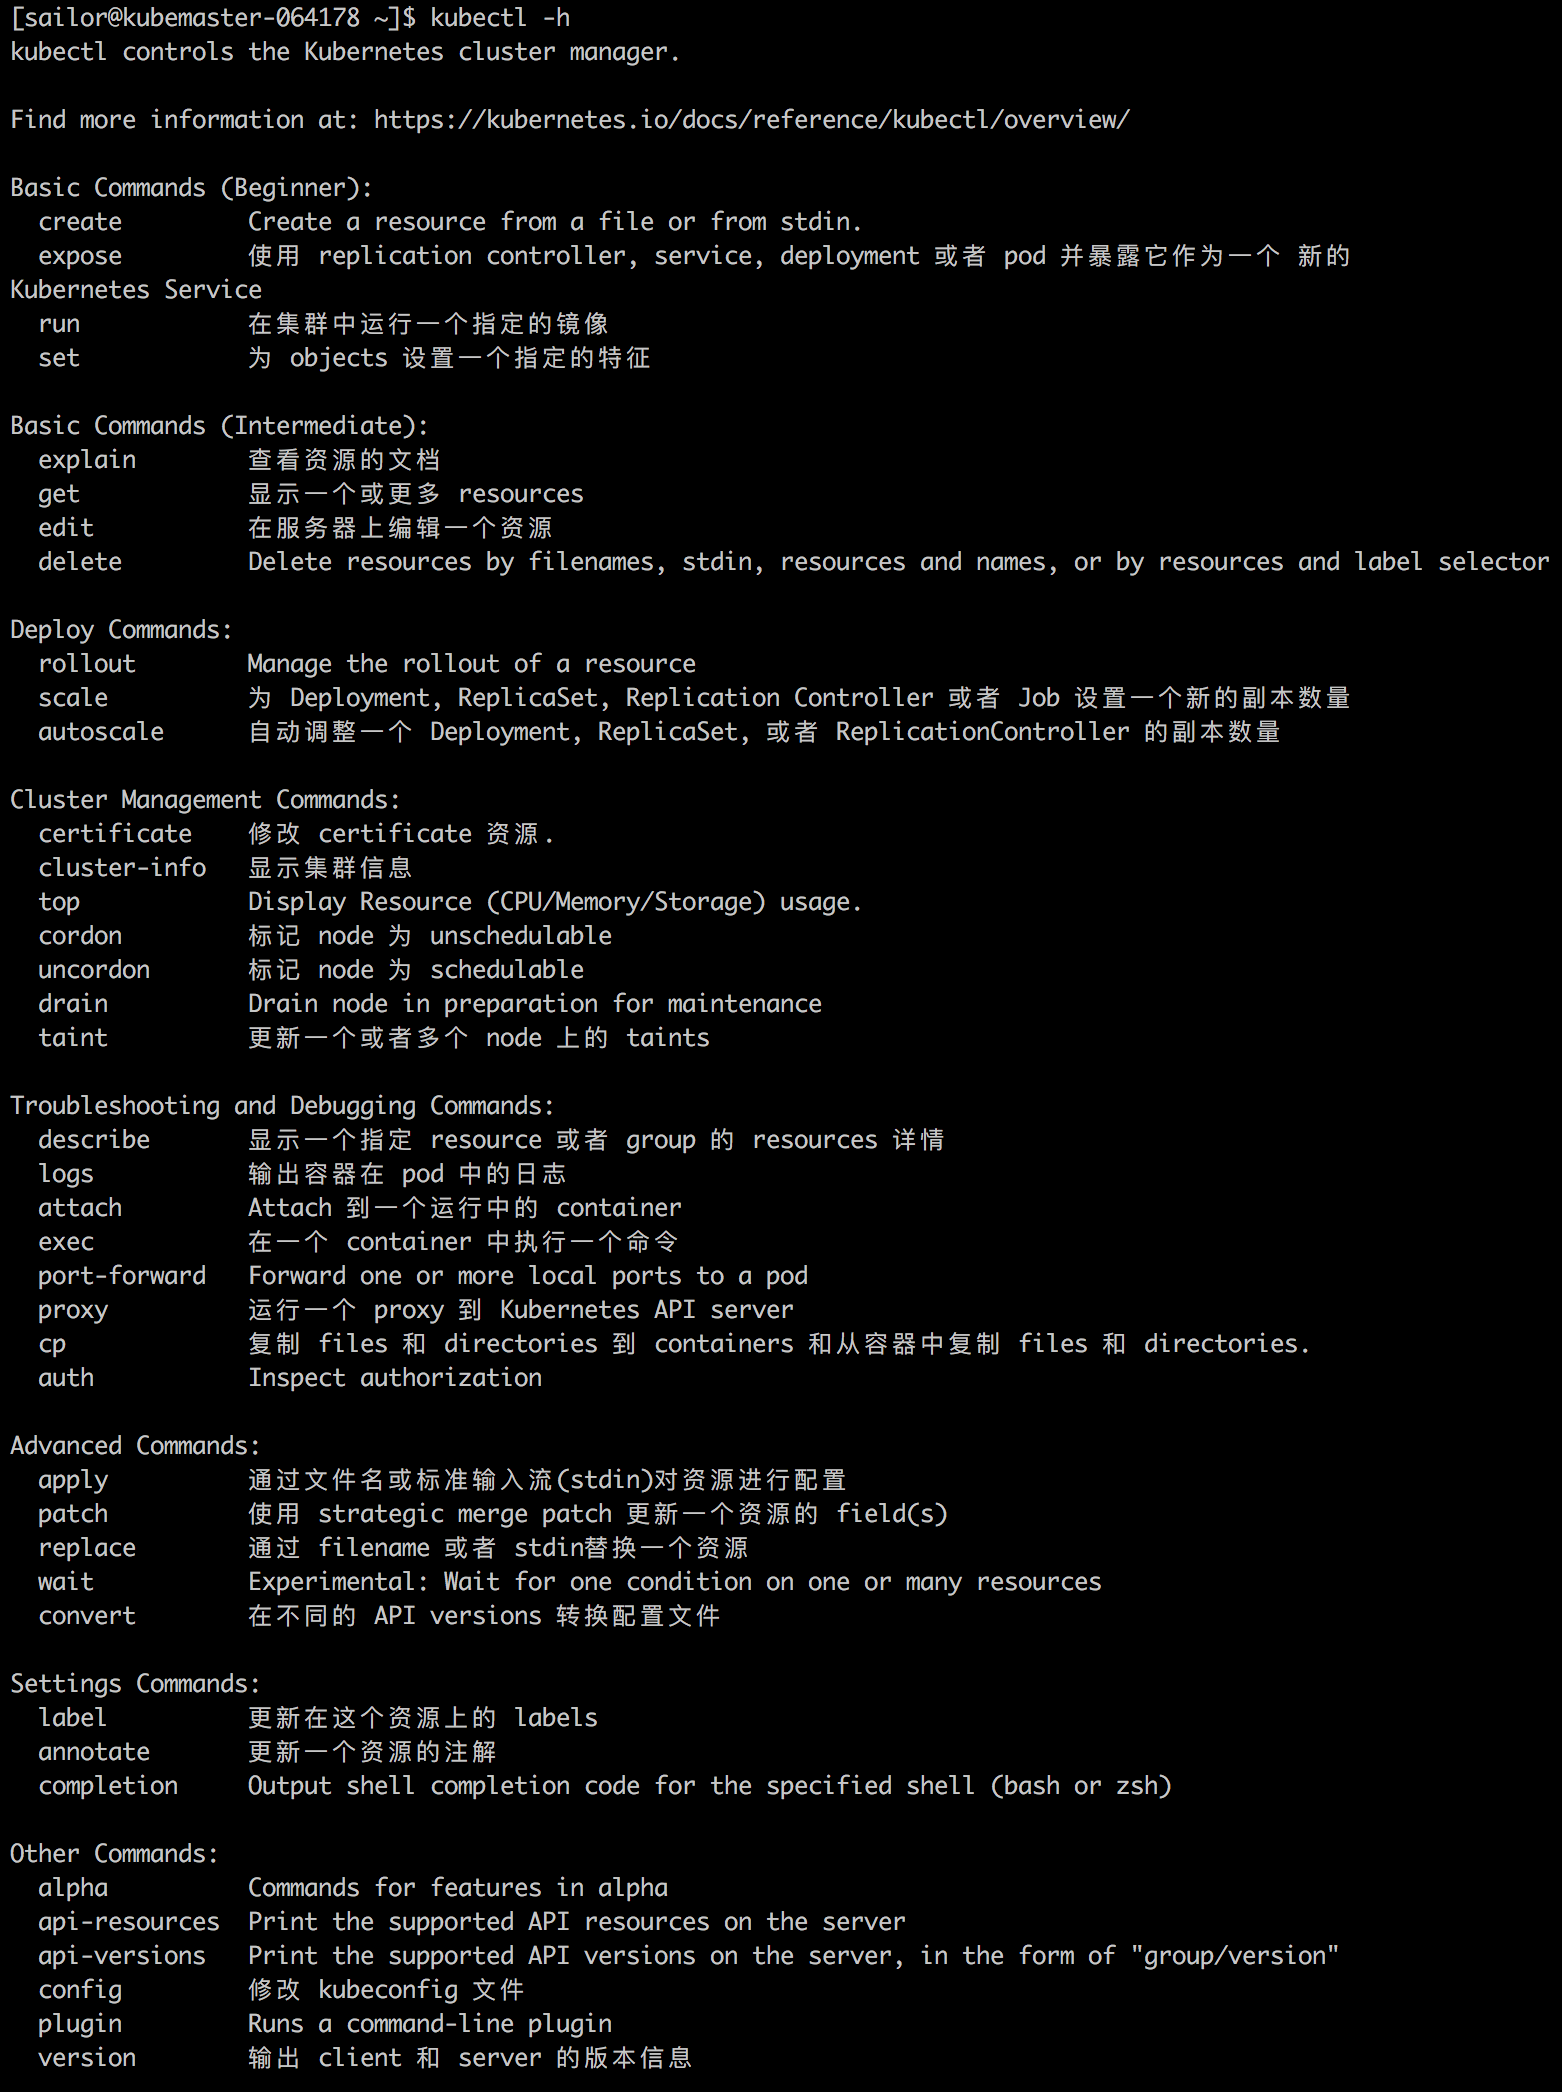 [sailor@kubemaster-064178 ~]$ kubectl -h
kubectl controls the Kubernetes cluster manager.

Find more information at: https://kubernetes.io/docs/reference/kubectl/overview/

Basic Commands (Beginner):
  create         Create a resource from a file or from stdin.
  expose         使用 replication controller, service, deployment 或者 pod 并暴露它作为一个 新的
Kubernetes Service
  run            在集群中运行一个指定的镜像
  set            为 objects 设置一个指定的特征

Basic Commands (Intermediate):
  explain        查看资源的文档
  get            显示一个或更多 resources
  edit           在服务器上编辑一个资源
  delete         Delete resources by filenames, stdin, resources and names, or by resources and label selector

Deploy Commands:
  rollout        Manage the rollout of a resource
  scale          为 Deployment, ReplicaSet, Replication Controller 或者 Job 设置一个新的副本数量
  autoscale      自动调整一个 Deployment, ReplicaSet, 或者 ReplicationController 的副本数量

Cluster Management Commands:
  certificate    修改 certificate 资源.
  cluster-info   显示集群信息
  top            Display Resource (CPU/Memory/Storage) usage.
  cordon         标记 node 为 unschedulable
  uncordon       标记 node 为 schedulable
  drain          Drain node in preparation for maintenance
  taint          更新一个或者多个 node 上的 taints

Troubleshooting and Debugging Commands:
  describe       显示一个指定 resource 或者 group 的 resources 详情
  logs           输出容器在 pod 中的日志
  attach         Attach 到一个运行中的 container
  exec           在一个 container 中执行一个命令
  port-forward   Forward one or more local ports to a pod
  proxy          运行一个 proxy 到 Kubernetes API server
  cp             复制 files 和 directories 到 containers 和从容器中复制 files 和 directories.
  auth           Inspect authorization

Advanced Commands:
  apply          通过文件名或标准输入流(stdin)对资源进行配置
  patch          使用 strategic merge patch 更新一个资源的 field(s)
  replace        通过 filename 或者 stdin替换一个资源
  wait           Experimental: Wait for one condition on one or many resources
  convert        在不同的 API versions 转换配置文件

Settings Commands:
  label          更新在这个资源上的 labels
  annotate       更新一个资源的注解
  completion     Output shell completion code for the specified shell (bash or zsh)

Other Commands:
  alpha          Commands for features in alpha
  api-resources  Print the supported API resources on the server
  api-versions   Print the supported API versions on the server, in the form of "group/version"
  config         修改 kubeconfig 文件
  plugin         Runs a command-line plugin
  version        输出 client 和 server 的版本信息